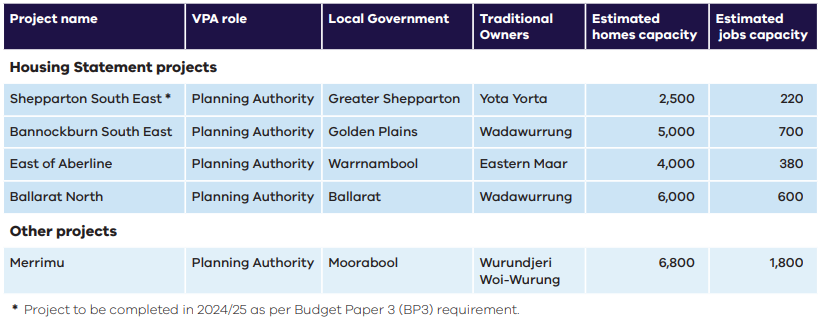 Project name VPA role Local Government Traditional Owners Estimated homes capacity Estimated jobs capacity
Housing Statement projects
Shepparton South East * Planning Authority Greater Shepparton Yota Yorta 2,500 220
Bannockburn South East Planning Authority Golden Plains Wadawurrung 5,000 700
East of Aberline Planning Authority Warrnambool Eastern Maar 4,000 380
Ballarat North Planning Authority Ballarat Wadawurrung 6,000 600
Other projects
Merrimu Planning Authority Moorabool Wurundjeri Woi-Wurung 6,800 1,800
* Project to be completed in 2024/25 as per Budget Paper 3 (BP3) requirement.